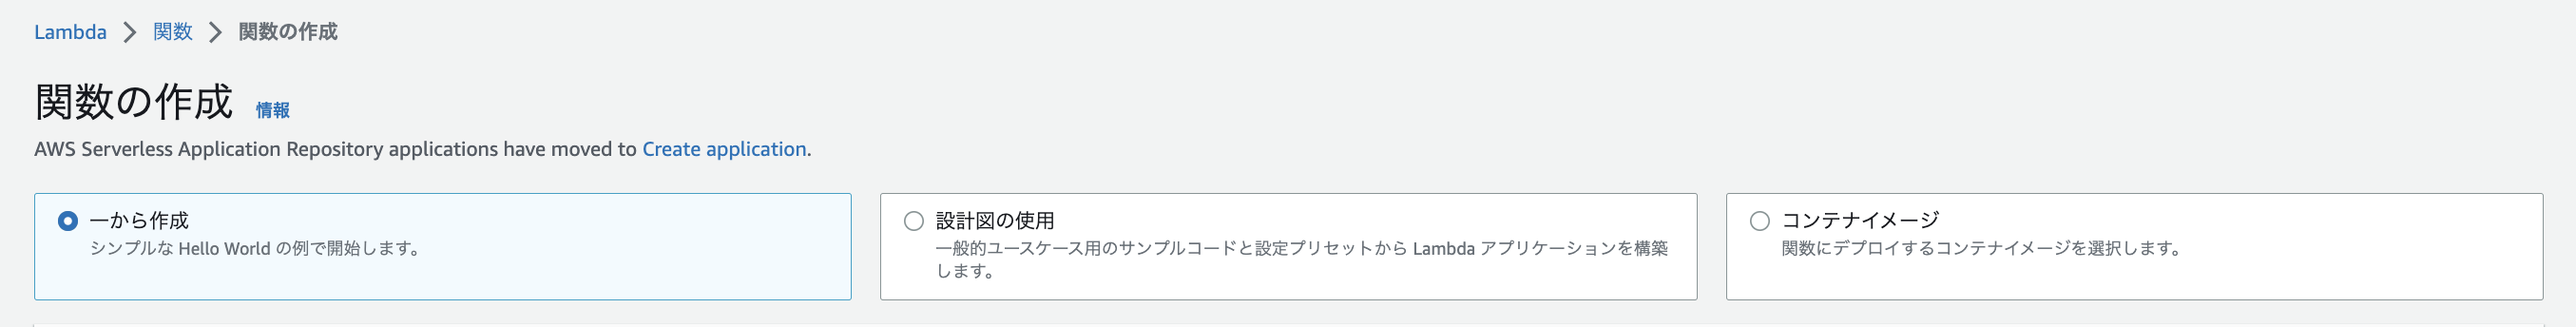 Lambda > 関数 > 関数の作成
関数の作成 情報
AWS Serverless Application Repository applications have moved to Create application.
一から作成
シンプルな Hello World の例で開始します。
設計図の使用
一般的ユースケース用のサンプルコードと設定プリセットから Lambda アプリケーションを構築
します。
コンテナイメージ
関数にデプロイするコンテナイメージを選択します。